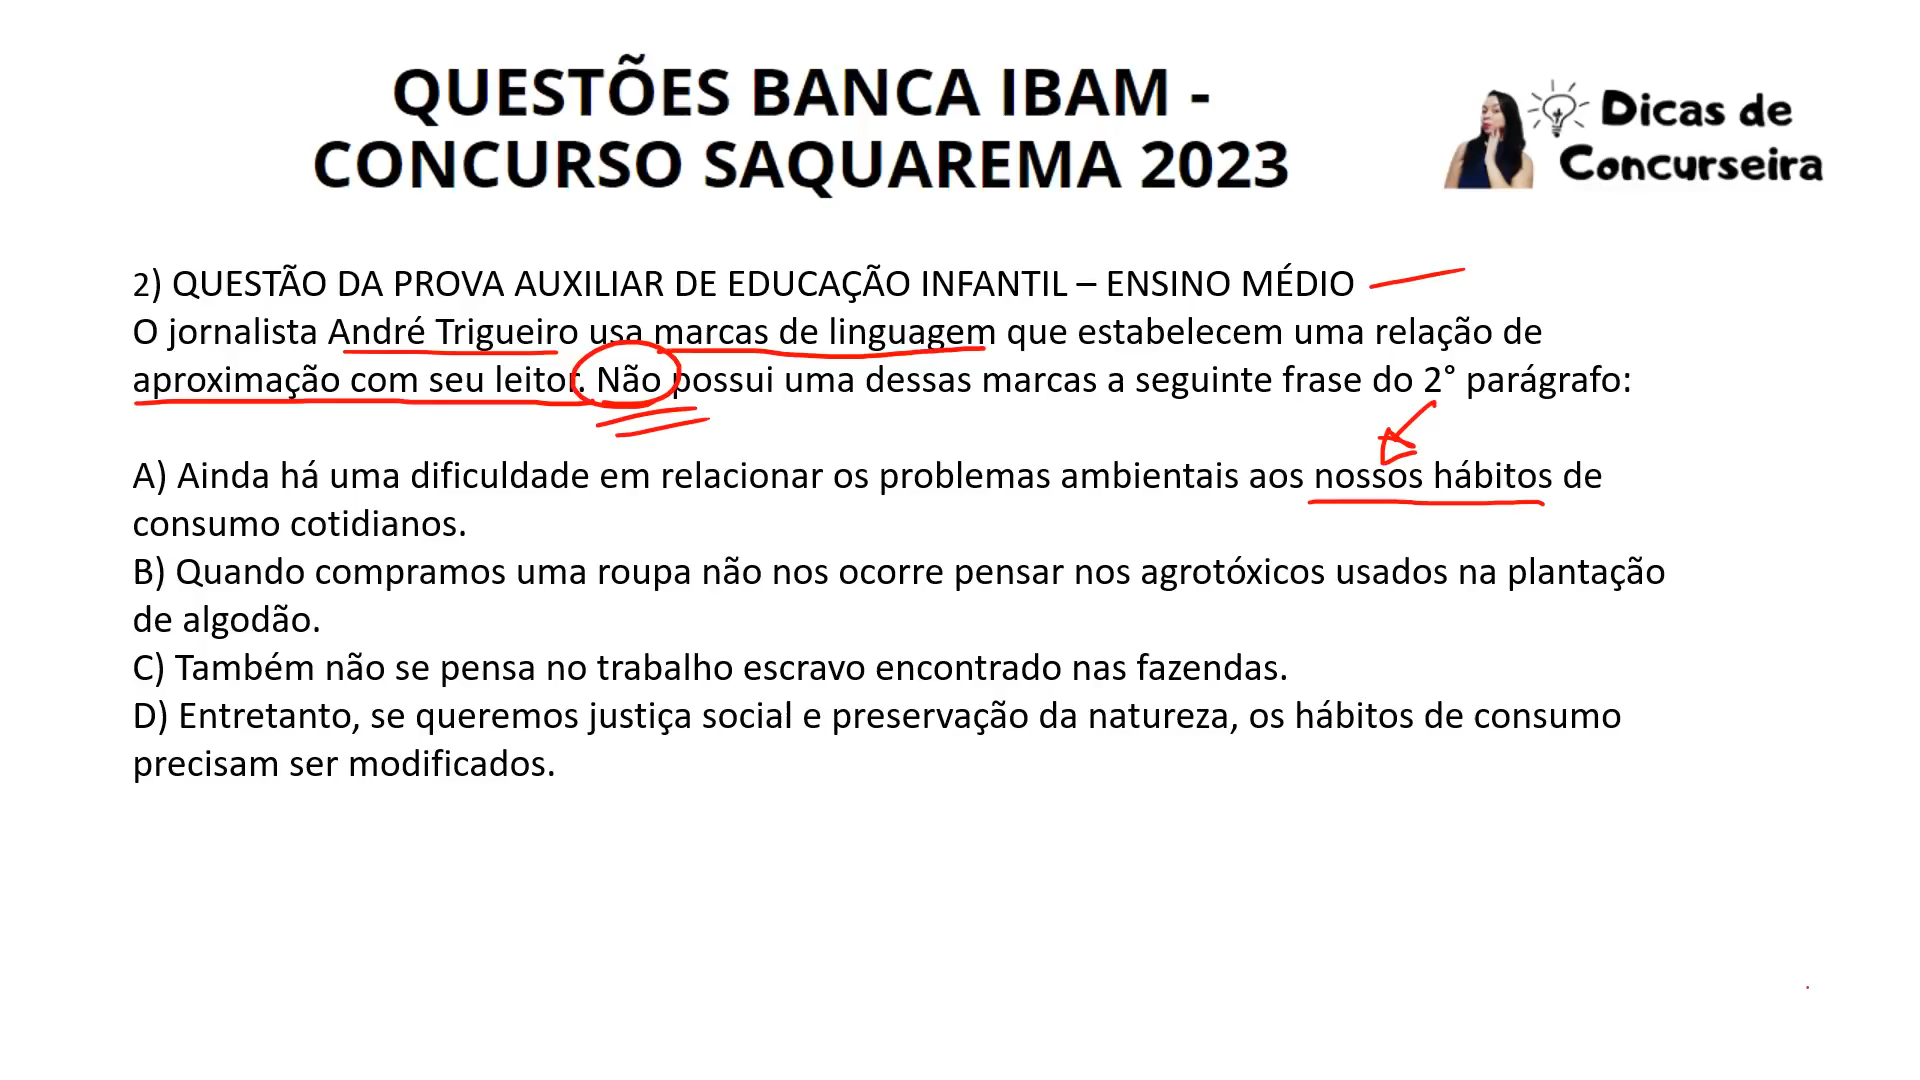 QUESTÕES BANCA IBAM -
CONCURSO SAQUAREMA 2023
Dicas de
Concurseira
2) QUESTÃO DA PROVA AUXILIAR DE EDUCAÇÃO INFANTIL – ENSINO MÉDIO
O jornalista André Trigueiro usa marcas de linguagem que estabelecem uma relação de
aproximação com seu leitor. Não possui uma dessas marcas a seguinte frase do 2° parágrafo:
A) Ainda há uma dificuldade em relacionar os problemas ambientais aos nossos hábitos de
consumo cotidianos.
B) Quando compramos uma roupa não nos ocorre pensar nos agrotóxicos usados na plantação
de algodão.
C) Também não se pensa no trabalho escravo encontrado nas fazendas.
D) Entretanto, se queremos justiça social e preservação da natureza, os hábitos de consumo
precisam ser modificados.